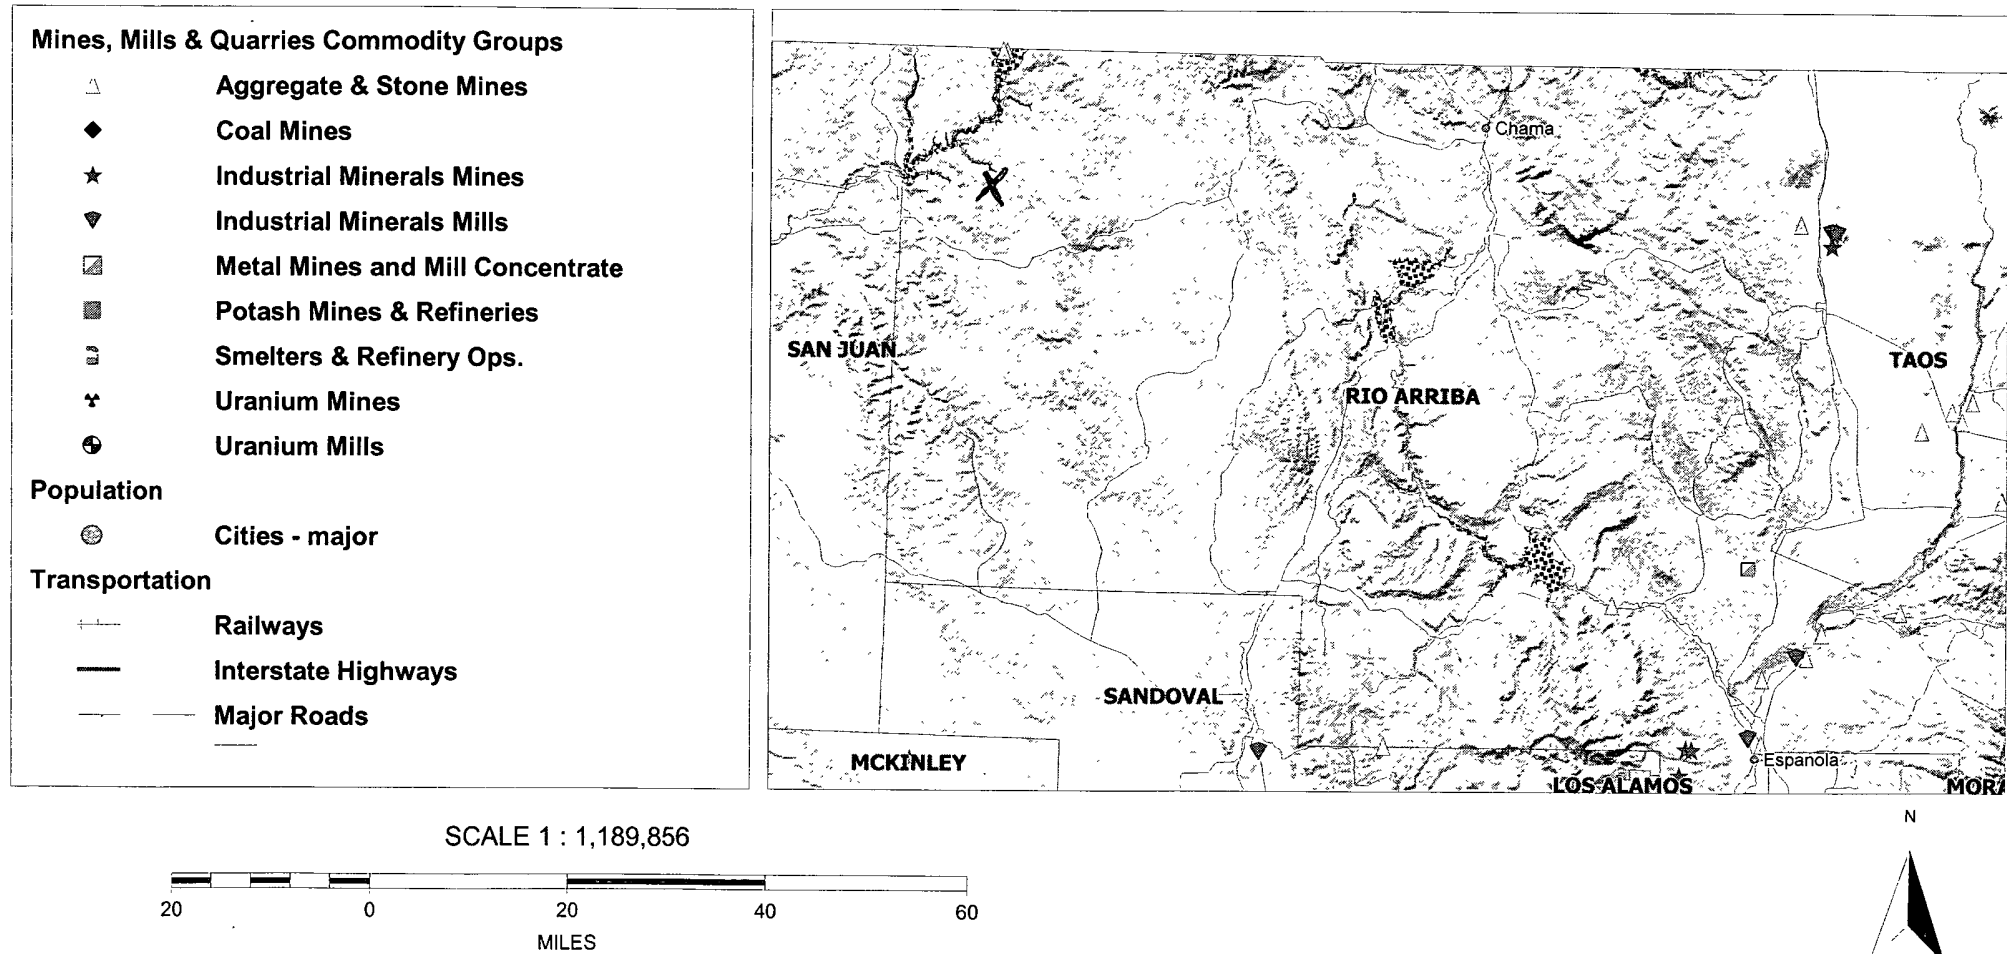 Mines, Mills & Quarries Commodity Groups
Aggregate & Stone Mines
Coal Mines
Industrial Minerals Mines
Industrial Minerals Mills
Metal Mines and Mill Concentrate
Potash Mines & Refineries
Smelters & Refinery Ops.
Uranium Mines
Uranium Mills
Population
Cities - major
Transportation
Railways
Interstate Highways
Major Roads
Chama
SAN JUAN
TAOS
RIO ARRIBA
SANDOVAL
MCKINLEY
Espanola
LOS ALAMOS
MORA
SCALE 1 : 1,189,856
20 0 20 40 60
MILES
N